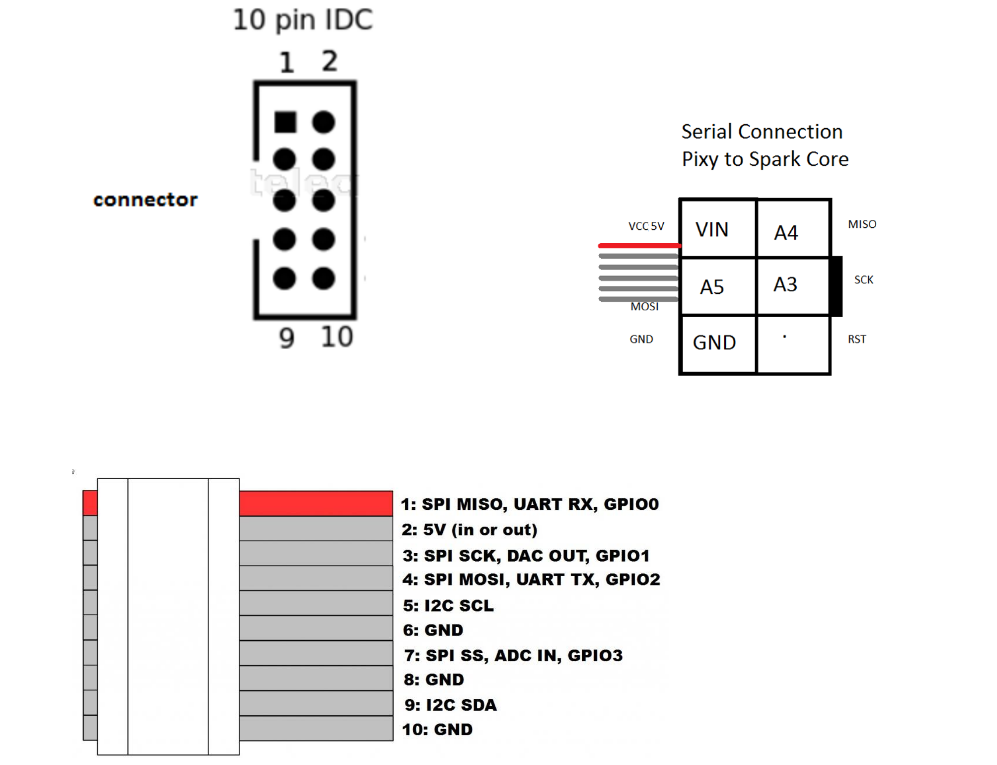 10 pin IDC
1 2
connector
9 10
Serial Connection
Pixy to Spark Core
VCC 5V VIN A4 MISO
A5 A3 SCK
MOSI
GND GND RST
1: SPI MISO, UART RX, GPIO0
2: 5V (in or out)
3: SPI SCK, DAC OUT, GPIO1
4: SPI MOSI, UART TX, GPIO2
5: I2C SCL
6: GND
7: SPI SS, ADC IN, GPIO3
8: GND
9: I2C SDA
10: GND